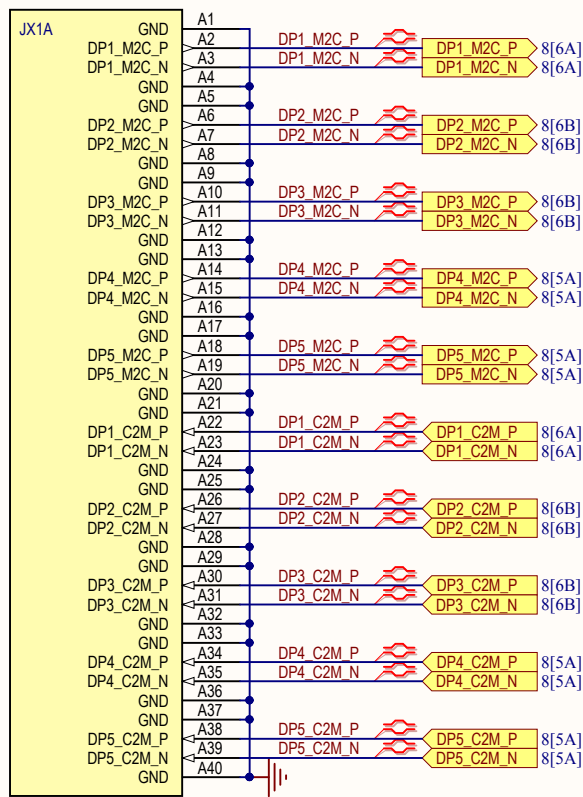 JX1A
GND A1
DP1_M2C_P A2 DP1_M2C_P DP1_M2C_P 8[6A]
DP1_M2C_N A3 DP1_M2C_N DP1_M2C_N 8[6A]
GND A4
GND A5
DP2_M2C_P A6 DP2_M2C_P DP2_M2C_P 8[6B]
DP2_M2C_N A7 DP2_M2C_N DP2_M2C_N 8[6B]
GND A8
GND A9
DP3_M2C_P A10 DP3_M2C_P DP3_M2C_P 8[6B]
DP3_M2C_N A11 DP3_M2C_N DP3_M2C_N 8[6B]
GND A12
GND A13
DP4_M2C_P A14 DP4_M2C_P DP4_M2C_P 8[5A]
DP4_M2C_N A15 DP4_M2C_N DP4_M2C_N 8[5A]
GND A16
GND A17
DP5_M2C_P A18 DP5_M2C_P DP5_M2C_P 8[5A]
DP5_M2C_N A19 DP5_M2C_N DP5_M2C_N 8[5A]
GND A20
GND A21
DP1_C2M_P A22 DP1_C2M_P DP1_C2M_P 8[6A]
DP1_C2M_N A23 DP1_C2M_N DP1_C2M_N 8[6A]
GND A24
GND A25
DP2_C2M_P A26 DP2_C2M_P DP2_C2M_P 8[6B]
DP2_C2M_N A27 DP2_C2M_N DP2_C2M_N 8[6B]
GND A28
GND A29
DP3_C2M_P A30 DP3_C2M_P DP3_C2M_P 8[6B]
DP3_C2M_N A31 DP3_C2M_N DP3_C2M_N 8[6B]
GND A32
GND A33
DP4_C2M_P A34 DP4_C2M_P DP4_C2M_P 8[5A]
DP4_C2M_N A35 DP4_C2M_N DP4_C2M_N 8[5A]
GND A36
GND A37
DP5_C2M_P A38 DP5_C2M_P DP5_C2M_P 8[5A]
DP5_C2M_N A39 DP5_C2M_N DP5_C2M_N 8[5A]
GND A40